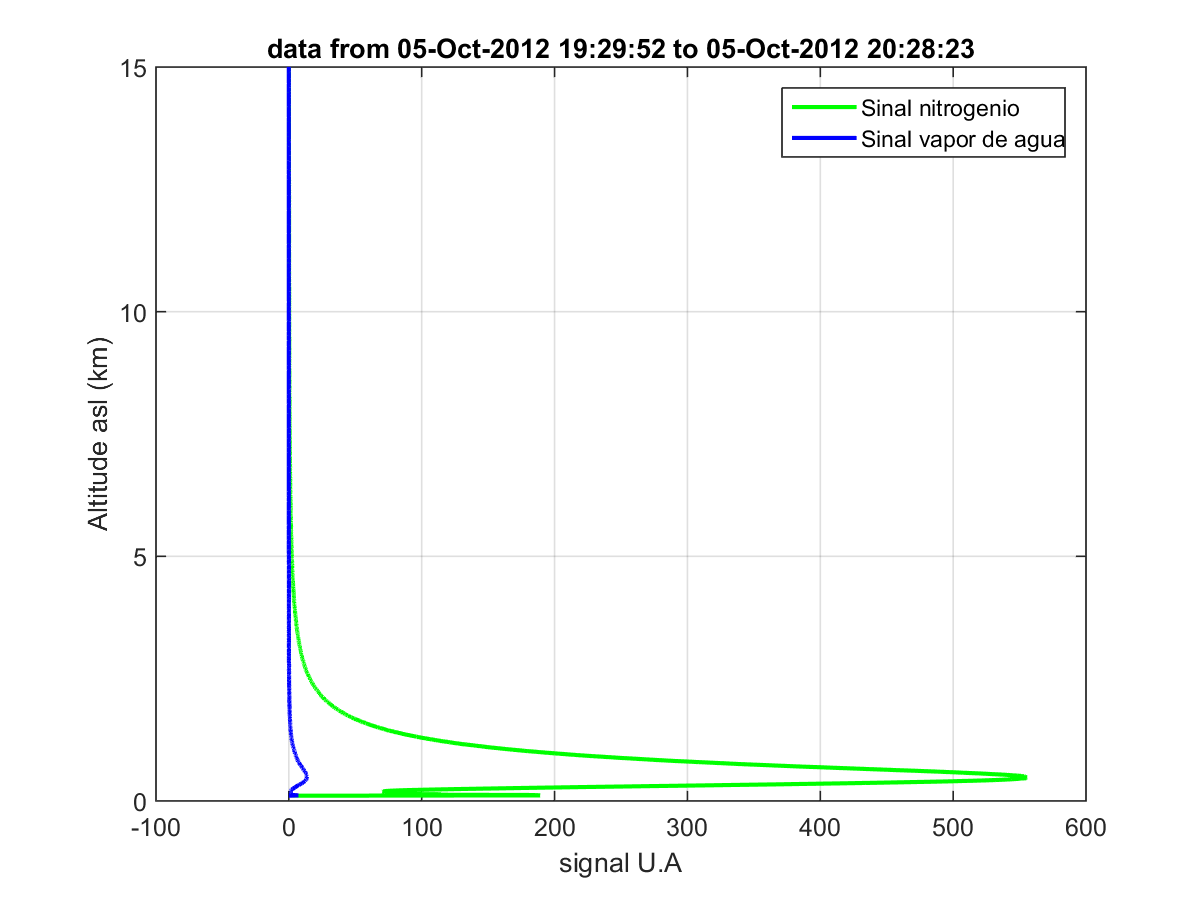 data from 05-Oct-2012 19:29:52 to 05-Oct-2012 20:28:23
Sinal nitrogenio
Sinal vapor de agua
15
10
5
0
Altitude asl (km)
-100 0 100 200 300 400 500 600
signal U.A